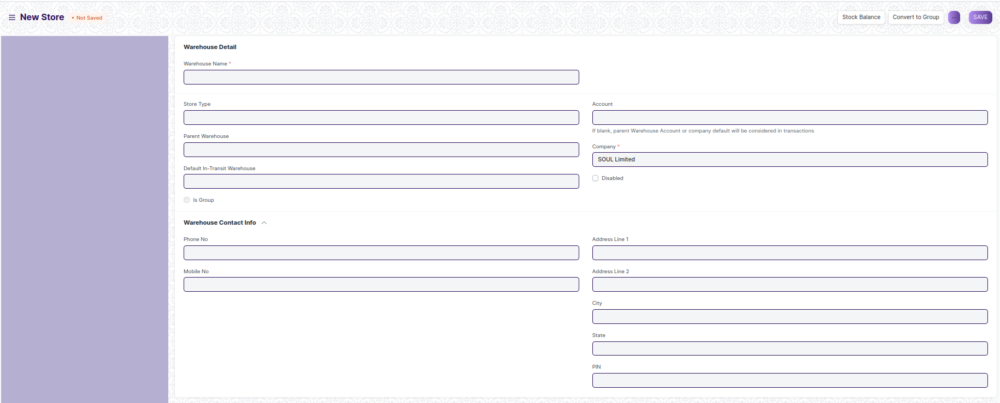 New Store • Not Saved Stock Balance Convert to Group ... SAVE
Warehouse Detail
Warehouse Name *
Store Type
Parent Warehouse
Default In-Transit Warehouse
Is Group
Account
If blank, parent Warehouse Account or company default will be considered in transactions
Company *
SOUL Limited
Disabled
Warehouse Contact Info
Phone No
Mobile No
Address Line 1
Address Line 2
City
State
PIN